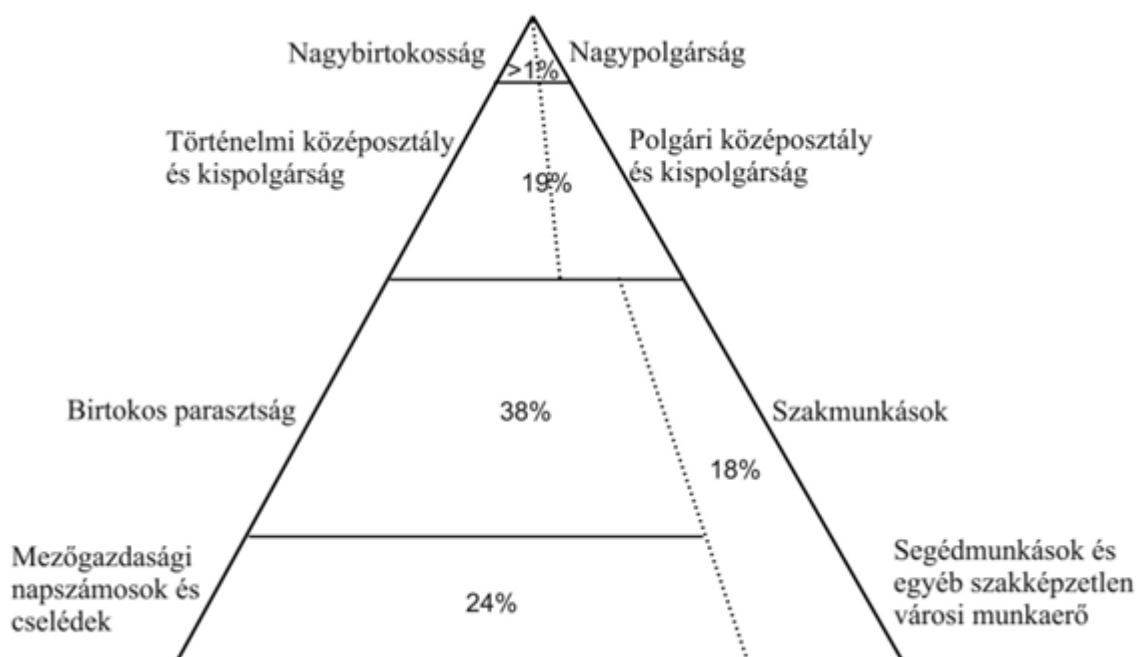 Nagybirtokosság
Nagypolgárság
>1%
Történelmi középosztály
és kispolgárság
Polgári középosztály
és kispolgárság
19%
Birtokos parasztság
38%
Szakmunkások
18%
Mezőgazdasági
napszámosok és
cselédek
24%
Segédmunkások és
egyéb szakképzetlen
városi munkaerő